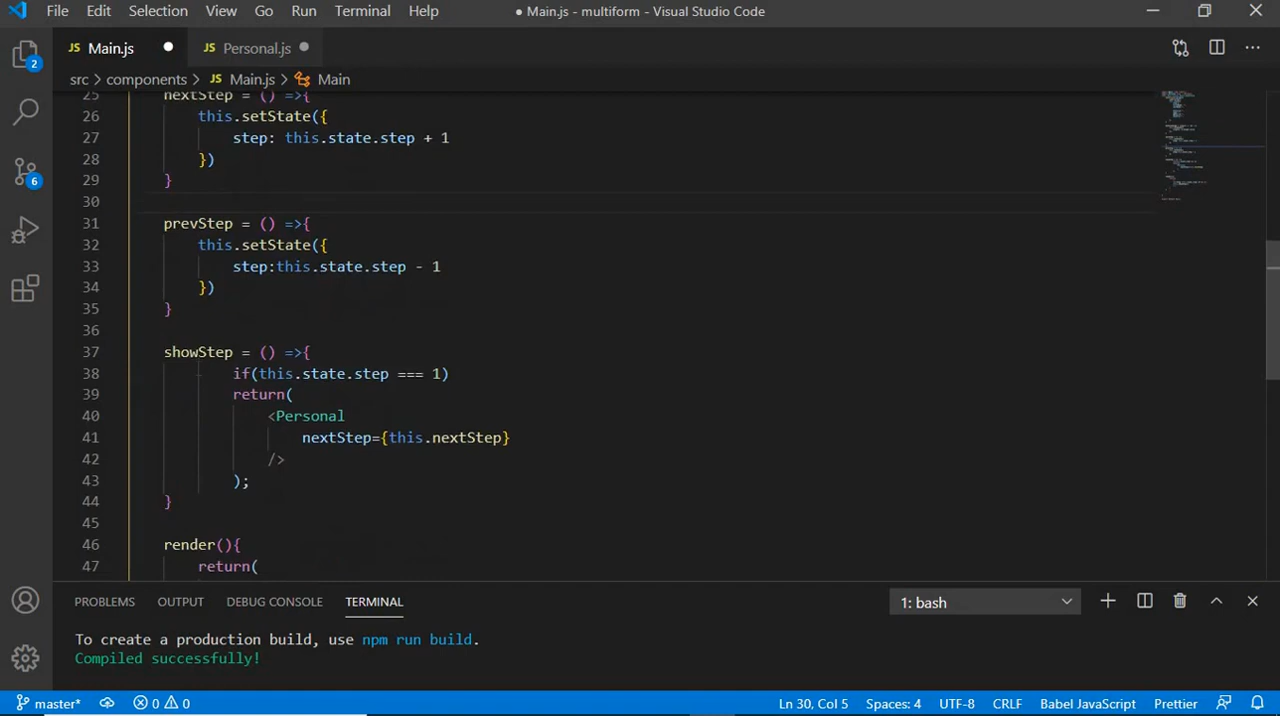 File Edit Selection View Go Run Terminal Help ● Main.js - multiform - Visual Studio Code
JS Main.js ● JS Personal.js ●
src > components > JS Main.js > Main
25 nextStep = () =>{
26 this.setState({
27 step: this.state.step + 1
28 })
29 }
30
31 prevStep = () =>{
32 this.setState({
33 step:this.state.step - 1
34 })
35 }
36
37 showStep = () =>{
38 if(this.state.step === 1)
39 return(
40 <Personal
41 nextStep={this.nextStep}
42 />
43 );
44 }
45
46 render(){
47 return(
2
6
PROBLEMS OUTPUT DEBUG CONSOLE TERMINAL 1: bash
To create a production build, use npm run build.
Compiled successfully!
master* 0 0 Ln 30, Col 5 Spaces: 4 UTF-8 CRLF Babel JavaScript Prettier